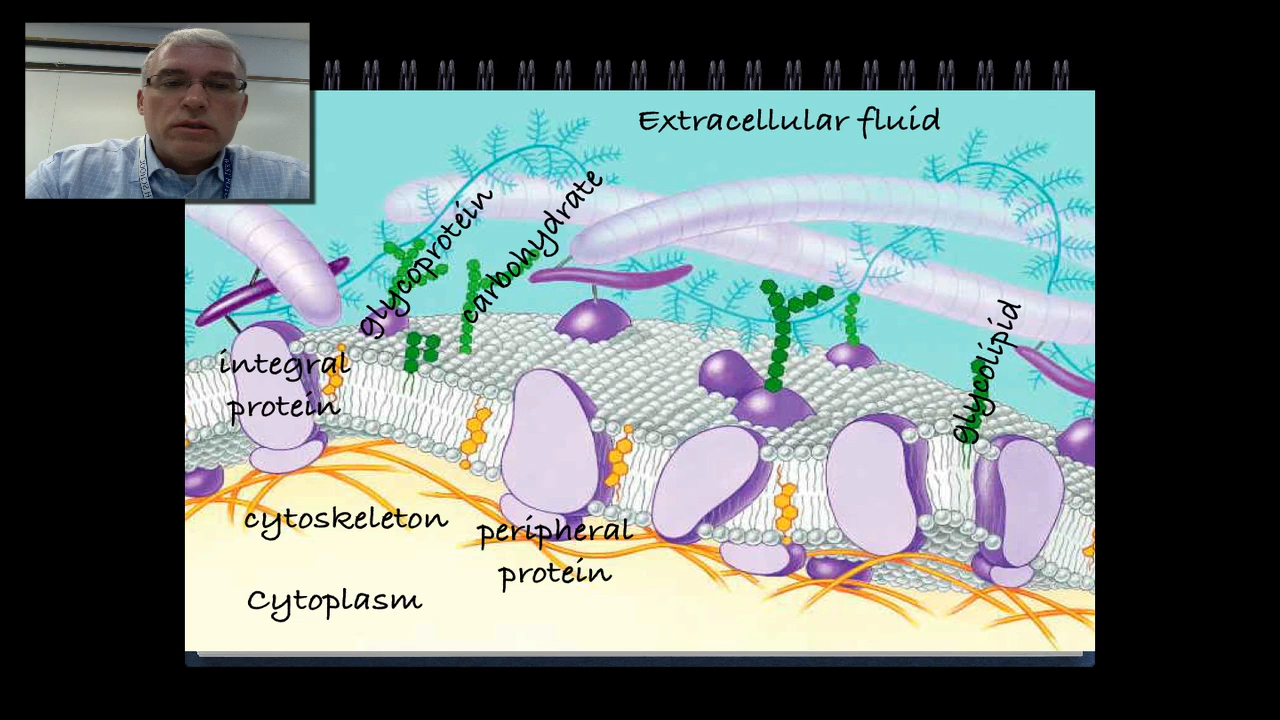 Extracellular fluid
glycoprotein
carbohydrate
glycolipid
integral
protein
cytoskeleton
peripheral
protein
Cytoplasm